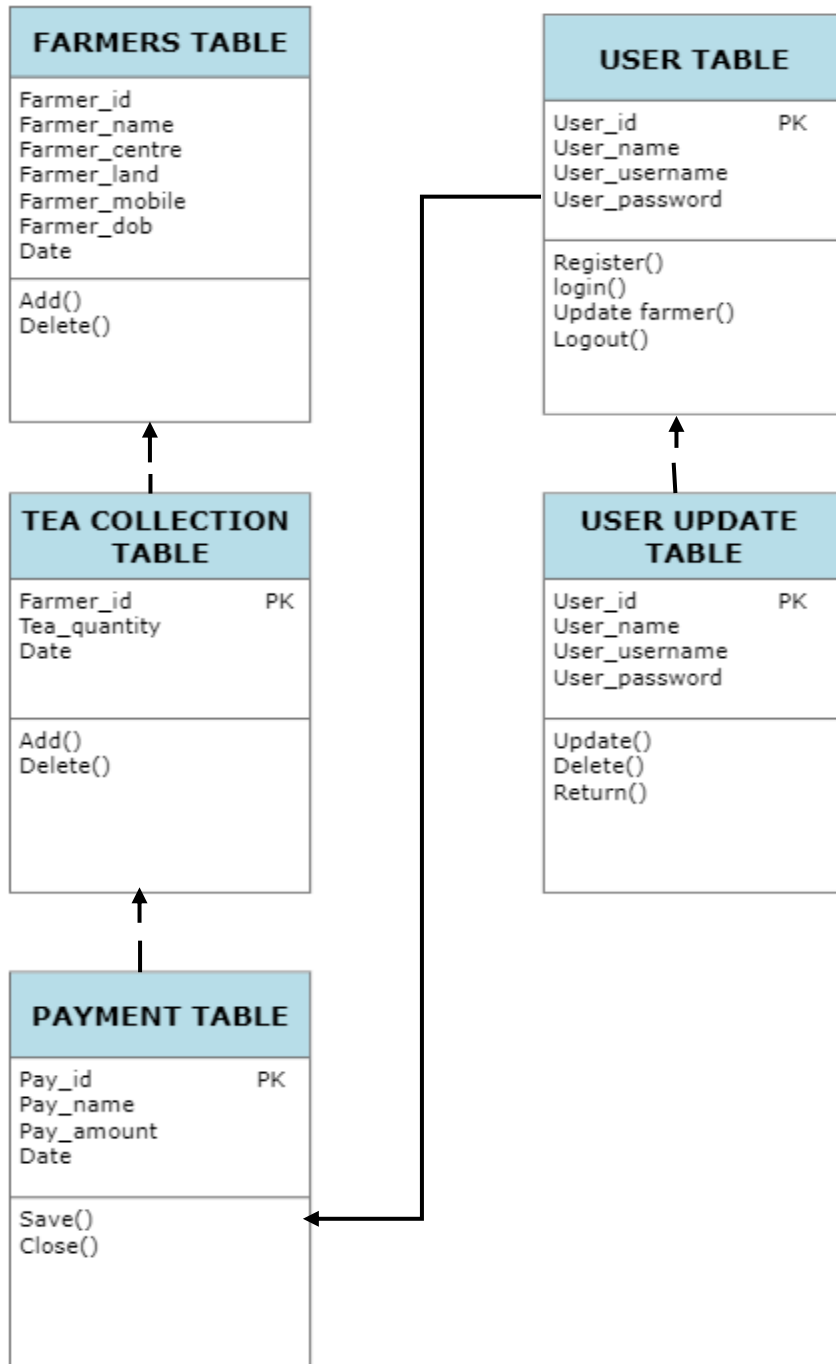 FARMERS TABLE
Farmer_id
Farmer_name
Farmer_centre
Farmer_land
Farmer_mobile
Farmer_dob
Date
Add()
Delete()
TEA COLLECTION
TABLE
Farmer_id PK
Tea_quantity
Date
Add()
Delete()
PAYMENT TABLE
Pay_id PK
Pay_name
Pay_amount
Date
Save()
Close()
USER TABLE
User_id PK
User_name
User_username
User_password
Register()
login()
Update farmer()
Logout()
USER UPDATE
TABLE
User_id PK
User_name
User_username
User_password
Update()
Delete()
Return()